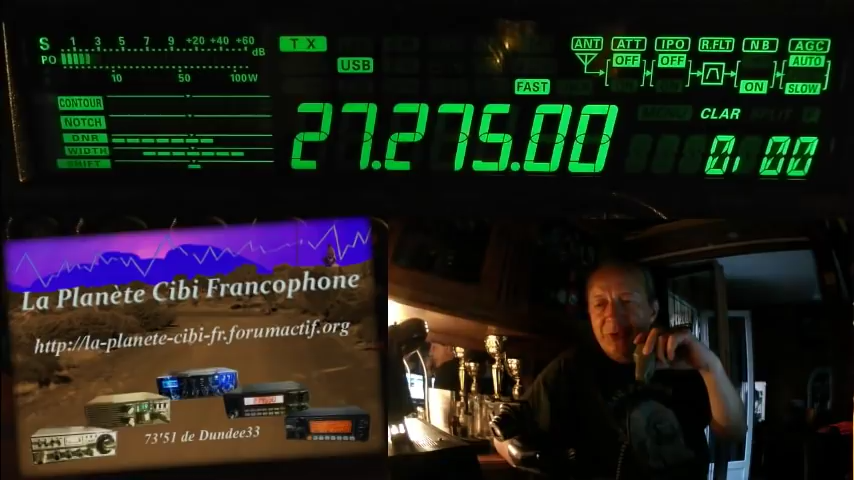 S 1 3 5 7 9 +20 +40 +60 dB
PO
10 50 100W
TX
USB
FAST
ANT ATT IPO R.FLT NB AGC
OFF OFF AUTO
ON SLOW
CONTOUR
NOTCH
DNR
WIDTH
SHIFT
27.275.00
CLAR
0.00
La Planète Cibi Francophone
http://la-planete-cibi-fr.forumactif.org
73'51 de Dundee33